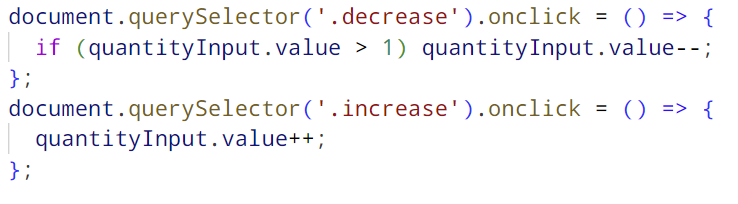 document.querySelector('.decrease').onclick = () => {
  if (quantityInput.value > 1) quantityInput.value--;
};
document.querySelector('.increase').onclick = () => {
  quantityInput.value++;
};